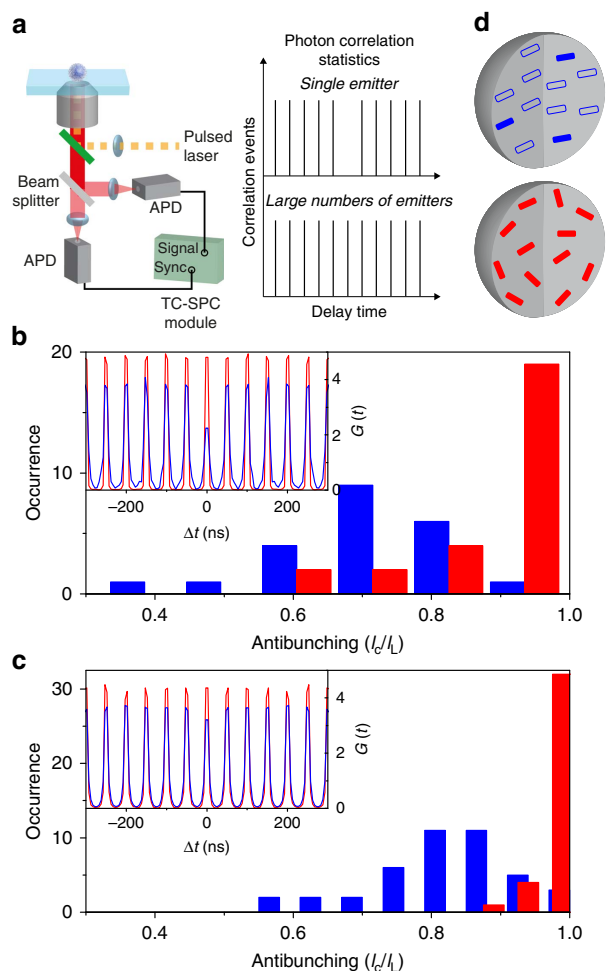 a
Pulsed
laser
Beam
splitter
APD
APD
Signal
Sync
TC-SPC
module
Photon correlation
statistics
Single emitter
Large numbers of emitters
Correlation events
Delay time
d
b
20
10
0
Occurrence
4
2
0
G (t)
−200
0
200
Δt (ns)
0.4
0.6
0.8
1.0
Antibunching (Ic/IL)
c
30
20
10
0
Occurrence
4
2
0
G (t)
−200
0
200
Δt (ns)
0.4
0.6
0.8
1.0
Antibunching (Ic/IL)